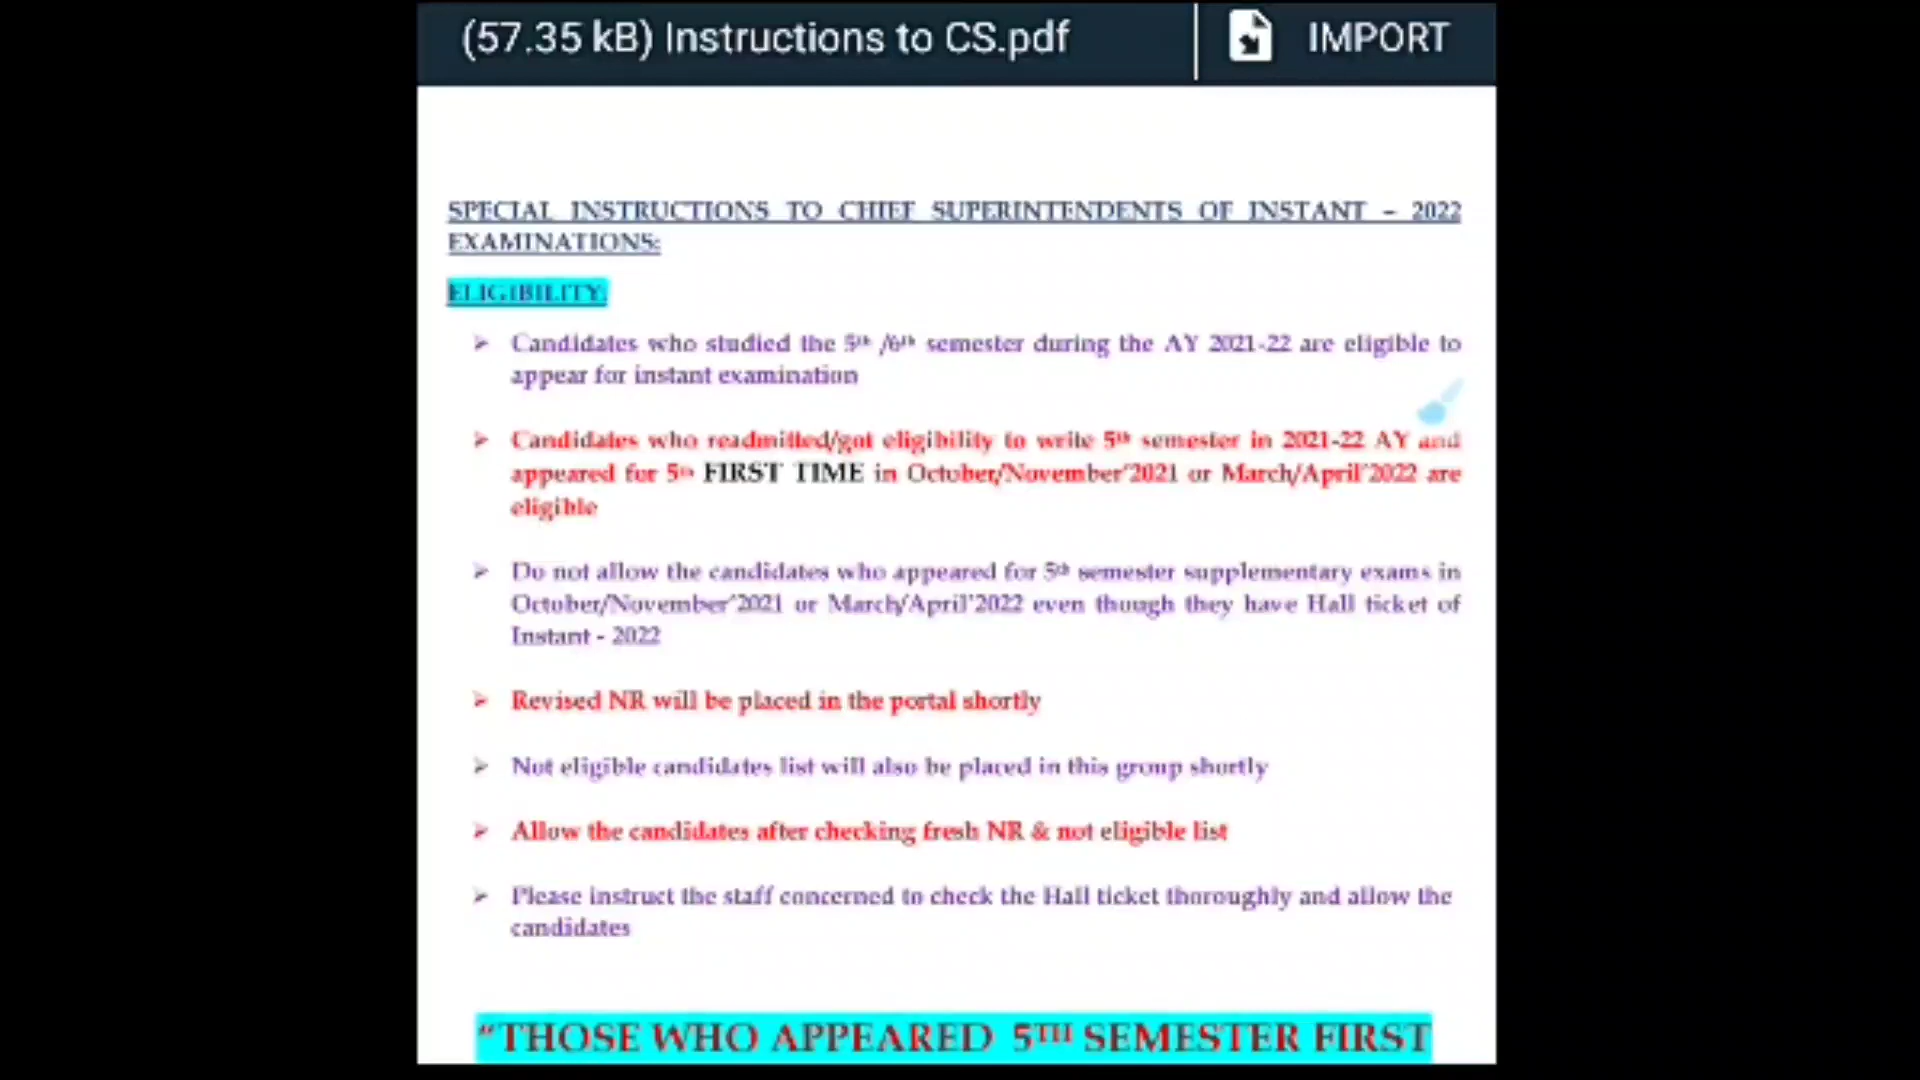 (57.35 kB) Instructions to CS.pdf
IMPORT
SPECIAL INSTRUCTIONS TO CHIEF SUPERINTENDENTS OF INSTANT – 2022
EXAMINATIONS:
ELIGIBILITY:
➢ Candidates who studied the 5th /6th semester during the AY 2021-22 are eligible to
appear for instant examination
➢ Candidates who readmitted/got eligibility to write 5th semester in 2021-22 AY and
appeared for 5th FIRST TIME in October/November'2021 or March/April'2022 are
eligible
➢ Do not allow the candidates who appeared for 5th semester supplementary exams in
October/November'2021 or March/April'2022 even though they have Hall ticket of
Instant - 2022
➢ Revised NR will be placed in the portal shortly
➢ Not eligible candidates list will also be placed in this group shortly
➢ Allow the candidates after checking fresh NR & not eligible list
➢ Please instruct the staff concerned to check the Hall ticket thoroughly and allow the
candidates
“THOSE WHO APPEARED 5TH SEMESTER FIRST